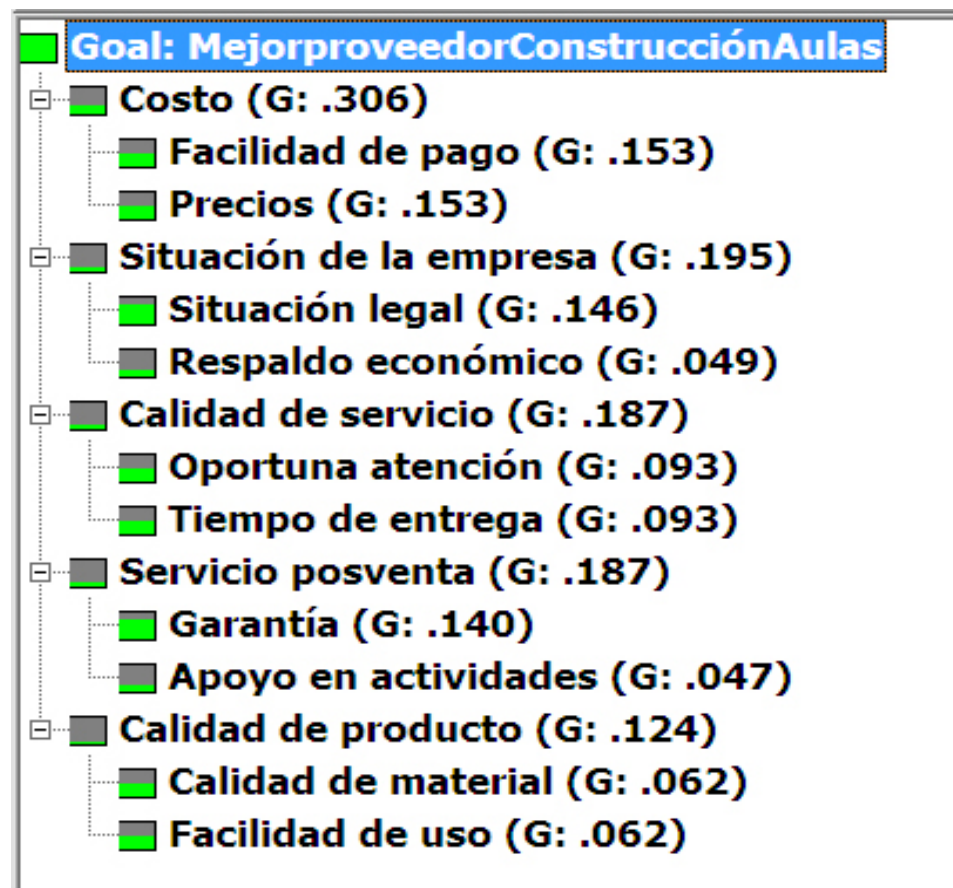 Goal: MejorproveedorConstrucciónAulas
Costo (G: .306)
Facilidad de pago (G: .153)
Precios (G: .153)
Situación de la empresa (G: .195)
Situación legal (G: .146)
Respaldo económico (G: .049)
Calidad de servicio (G: .187)
Oportuna atención (G: .093)
Tiempo de entrega (G: .093)
Servicio posventa (G: .187)
Garantía (G: .140)
Apoyo en actividades (G: .047)
Calidad de producto (G: .124)
Calidad de material (G: .062)
Facilidad de uso (G: .062)